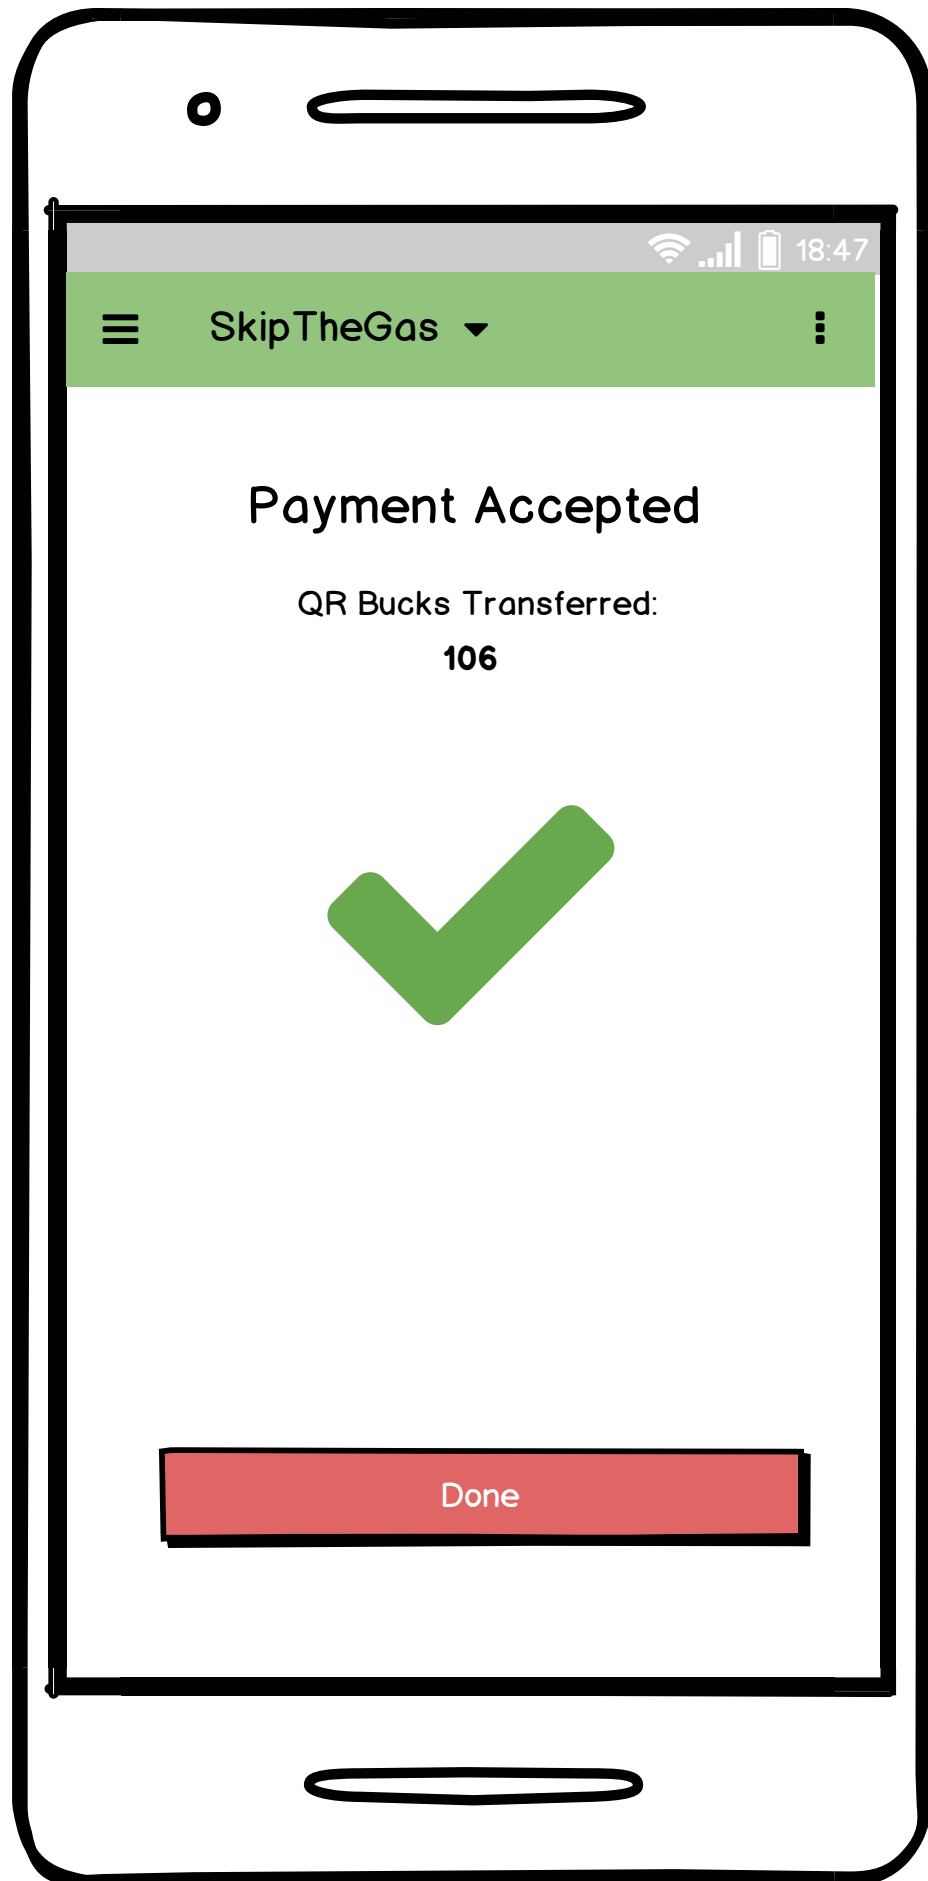 18:47
SkipTheGas
Payment Accepted
QR Bucks Transferred:
106
Done